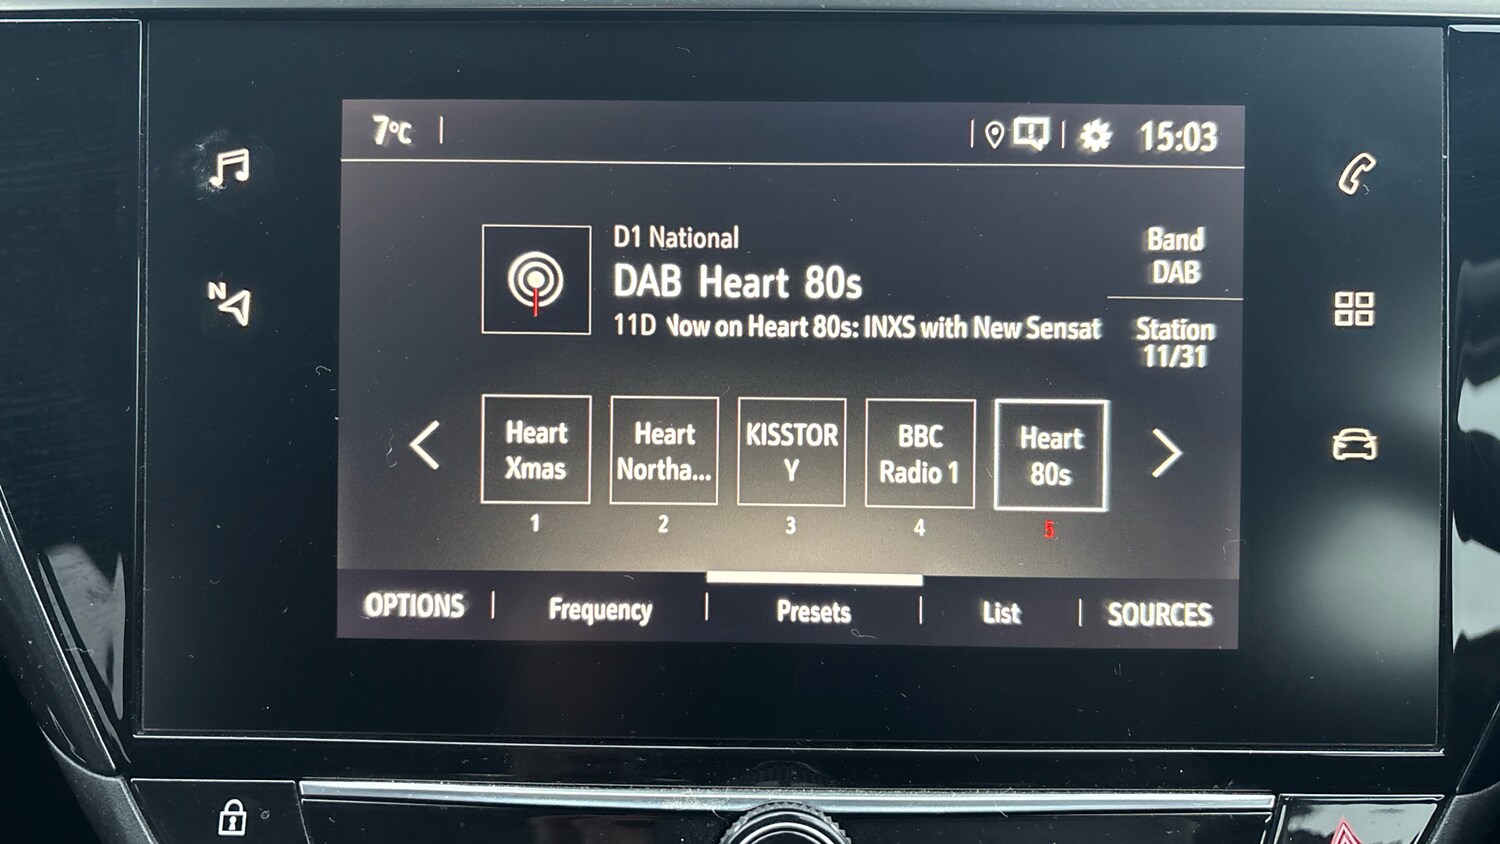 7°C
15:03
N
D1 National
DAB Heart 80s
11D Now on Heart 80s: INXS with New Sensat
Band
DAB
Station
11/31
Heart
Xmas
1
Heart
Northa...
2
KISSTOR
Y
3
BBC
Radio 1
4
Heart
80s
5
OPTIONS
Frequency
Presets
List
SOURCES